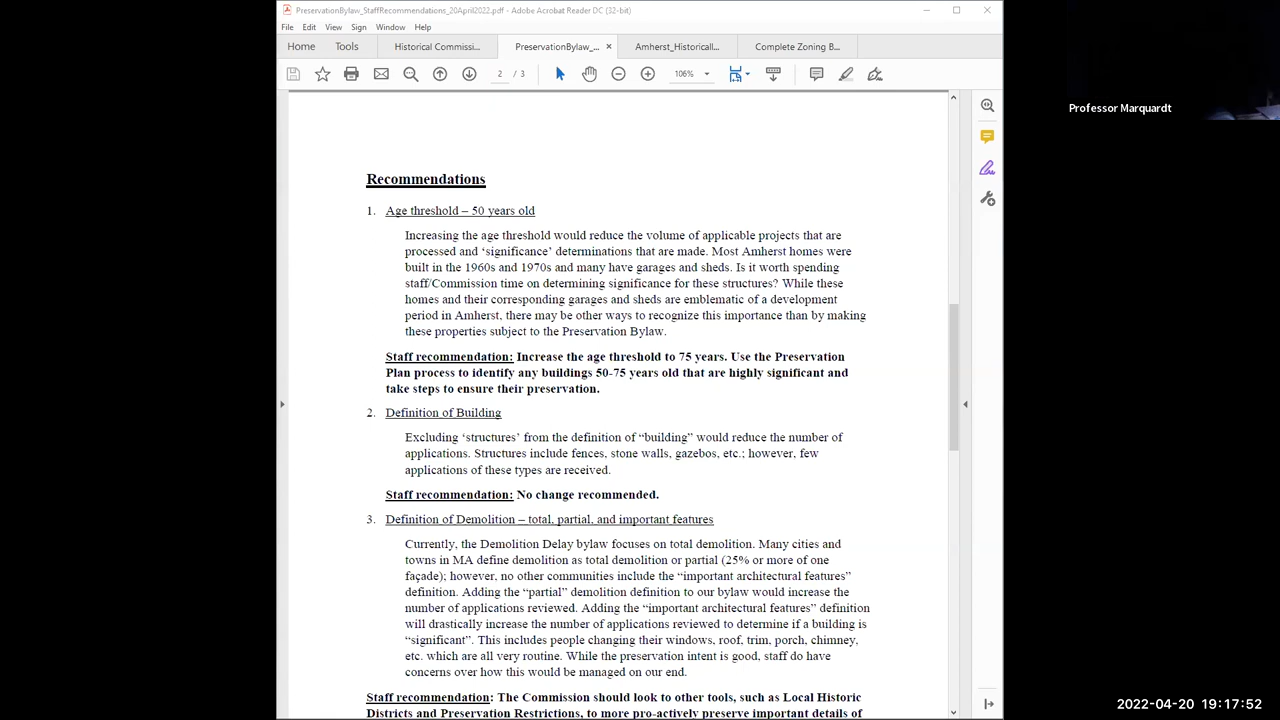 PreservationBylaw_StaffRecommendations_20April2022.pdf - Adobe Acrobat Reader DC (32-bit)
File Edit View Sign Window Help
Home Tools Historical Commissi... PreservationBylaw_... × Amherst_Historicall... Complete Zoning B...
2 / 3 106%
Professor Marquardt
Recommendations
1. Age threshold – 50 years old
Increasing the age threshold would reduce the volume of applicable projects that are
processed and ‘significance’ determinations that are made. Most Amherst homes were
built in the 1960s and 1970s and many have garages and sheds. Is it worth spending
staff/Commission time on determining significance for these structures? While these
homes and their corresponding garages and sheds are emblematic of a development
period in Amherst, there may be other ways to recognize this importance than by making
these properties subject to the Preservation Bylaw.
Staff recommendation: Increase the age threshold to 75 years. Use the Preservation
Plan process to identify any buildings 50-75 years old that are highly significant and
take steps to ensure their preservation.
2. Definition of Building
Excluding ‘structures’ from the definition of “building” would reduce the number of
applications. Structures include fences, stone walls, gazebos, etc.; however, few
applications of these types are received.
Staff recommendation: No change recommended.
3. Definition of Demolition – total, partial, and important features
Currently, the Demolition Delay bylaw focuses on total demolition. Many cities and
towns in MA define demolition as total demolition or partial (25% or more of one
façade); however, no other communities include the “important architectural features”
definition. Adding the “partial” demolition definition to our bylaw would increase the
number of applications reviewed. Adding the “important architectural features” definition
will drastically increase the number of applications reviewed to determine if a building is
“significant”. This includes people changing their windows, roof, trim, porch, chimney,
etc. which are all very routine. While the preservation intent is good, staff do have
concerns over how this would be managed on our end.
Staff recommendation: The Commission should look to other tools, such as Local Historic
Districts and Preservation Restrictions, to more pro-actively preserve important details of
2022-04-20 19:17:52